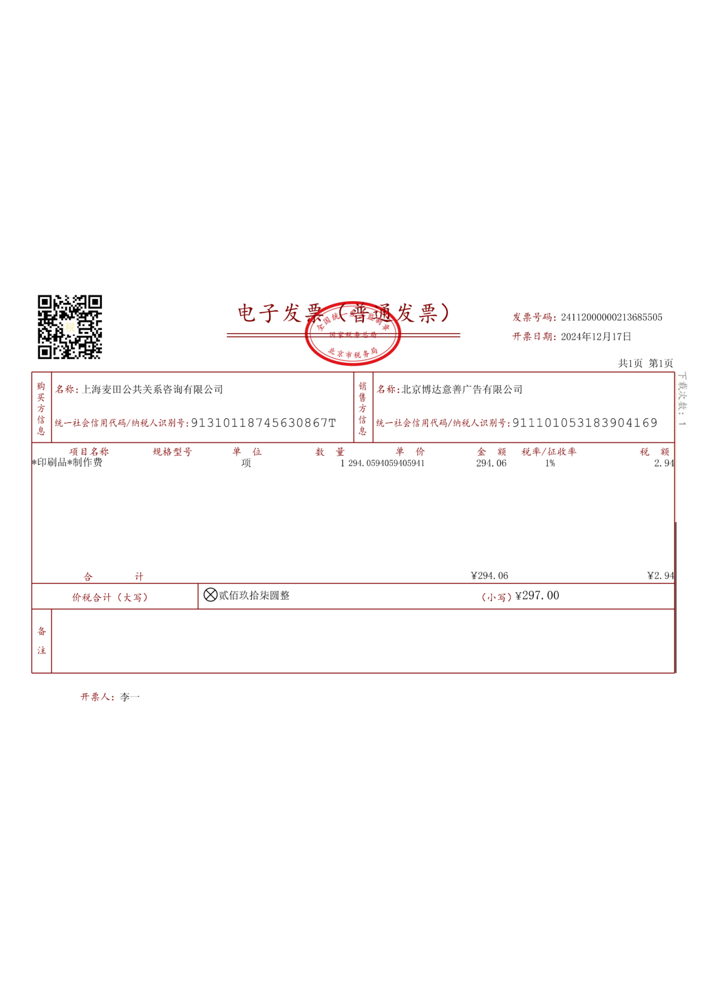 电子发票（普通发票）
全国统一发票监制章
国家税务总局
北京市税务局
税
发票号码：24112000000213685505
开票日期：2024年12月17日
共1页 第1页
下载次数：1
购买方信息
名称：上海麦田公共关系咨询有限公司
统一社会信用代码/纳税人识别号：91310118745630867T
销售方信息
名称：北京博达意善广告有限公司
统一社会信用代码/纳税人识别号：911101053183904169
项目名称 规格型号 单 位 数 量 单 价 金 额 税率/征收率 税 额
*印刷品*制作费 项 1 294.0594059405941 294.06 1% 2.94
合 计 ¥294.06 ¥2.94
价税合计（大写） 贰佰玖拾柒圆整 （小写）¥297.00
备注
开票人：李一